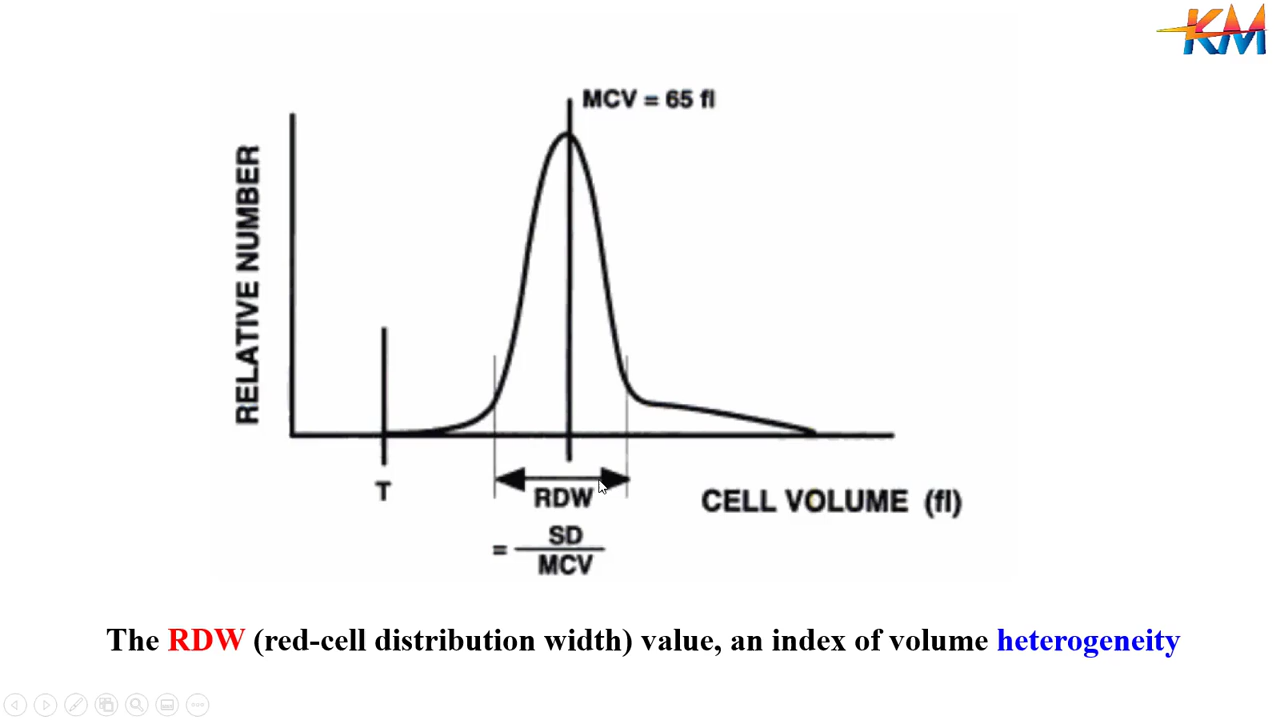 KM
MCV = 65 fl
RELATIVE NUMBER
T
RDW
CELL VOLUME (fl)
= SD
MCV
The RDW (red-cell distribution width) value, an index of volume heterogeneity